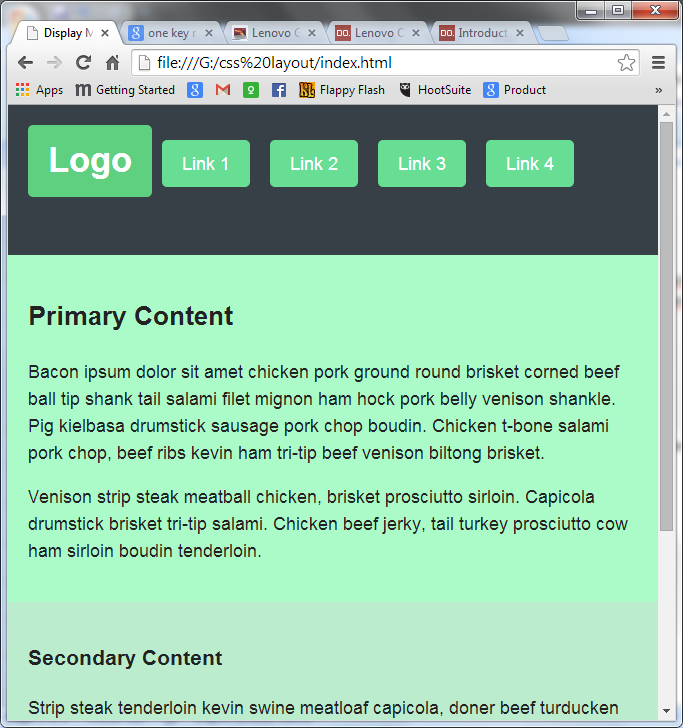 Display M
one key r
Lenovo G
Lenovo G
Introduct
file:///G:/css%20layout/index.html
Apps Getting Started Flappy Flash HootSuite Product »
Logo Link 1 Link 2 Link 3 Link 4
Primary Content
Bacon ipsum dolor sit amet chicken pork ground round brisket corned beef
ball tip shank tail salami filet mignon ham hock pork belly venison shankle.
Pig kielbasa drumstick sausage pork chop boudin. Chicken t-bone salami
pork chop, beef ribs kevin ham tri-tip beef venison biltong brisket.
Venison strip steak meatball chicken, brisket prosciutto sirloin. Capicola
drumstick brisket tri-tip salami. Chicken beef jerky, tail turkey prosciutto cow
ham sirloin boudin tenderloin.
Secondary Content
Strip steak tenderloin kevin swine meatloaf capicola, doner beef turducken